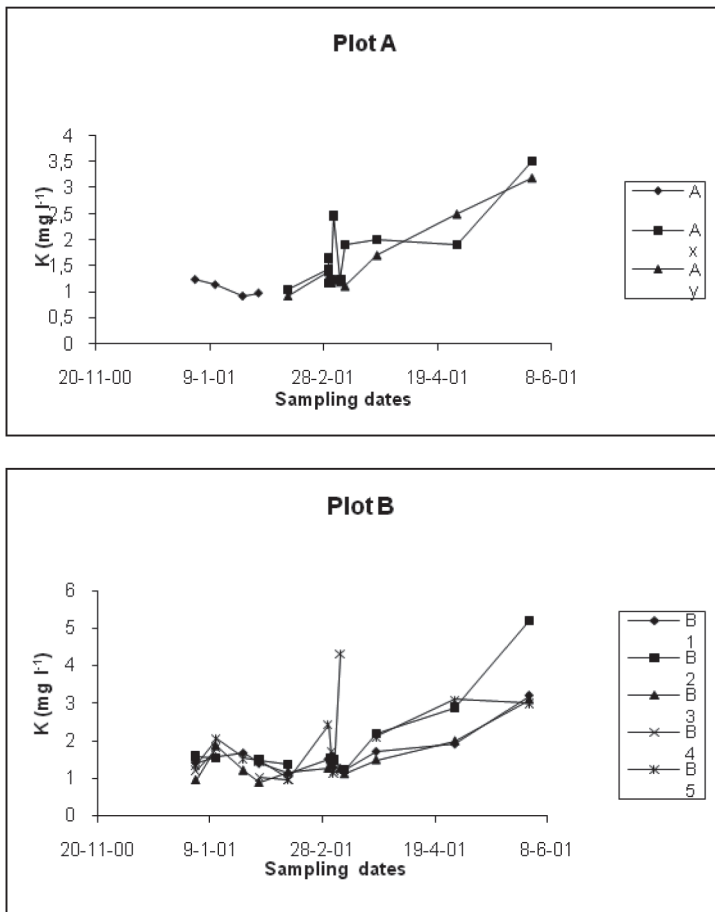 Plot A
K (mg l-1)
4
3,5
3
2,5
2
1,5
1
0,5
0
20-11-00 9-1-01 28-2-01 19-4-01 8-6-01
Sampling dates
A
A
x
A
y
Plot B
K (mg l-1)
6
5
4
3
2
1
0
20-11-00 9-1-01 28-2-01 19-4-01 8-6-01
Sampling dates
B
1
B
2
B
3
B
4
B
5